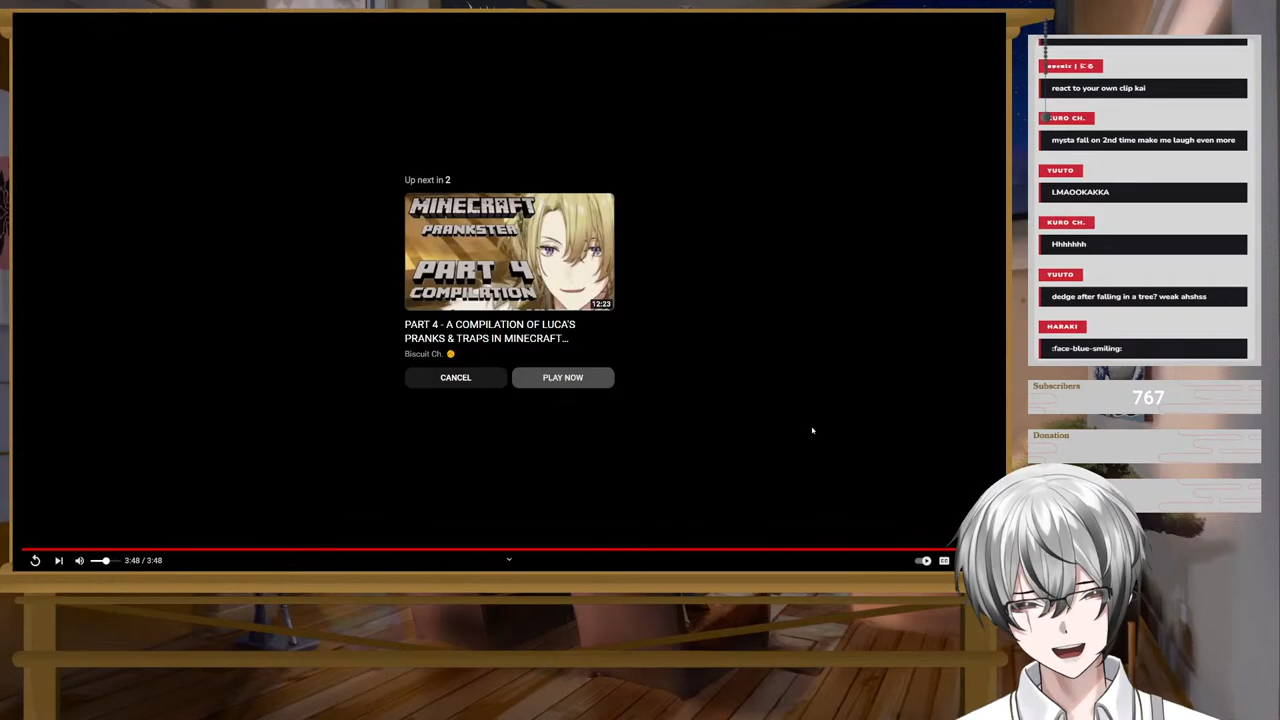 Up next in 2
MINECRAFT
PRANKSTER
PART 4
COMPILATION
12:23
PART 4 - A COMPILATION OF LUCA'S
PRANKS & TRAPS IN MINECRAFT...
Biscuit Ch.
CANCEL
PLAY NOW
3:48 / 3:48
CC
react to your own clip kai
KURO CH.
mysta fall on 2nd time make me laugh even more
YUUTO
LMAOOKAKKA
KURO CH.
Hhhhhhh
YUUTO
dedge after falling in a tree? weak ahshss
HARAKI
:face-blue-smiling:
Subscribers
767
Donation